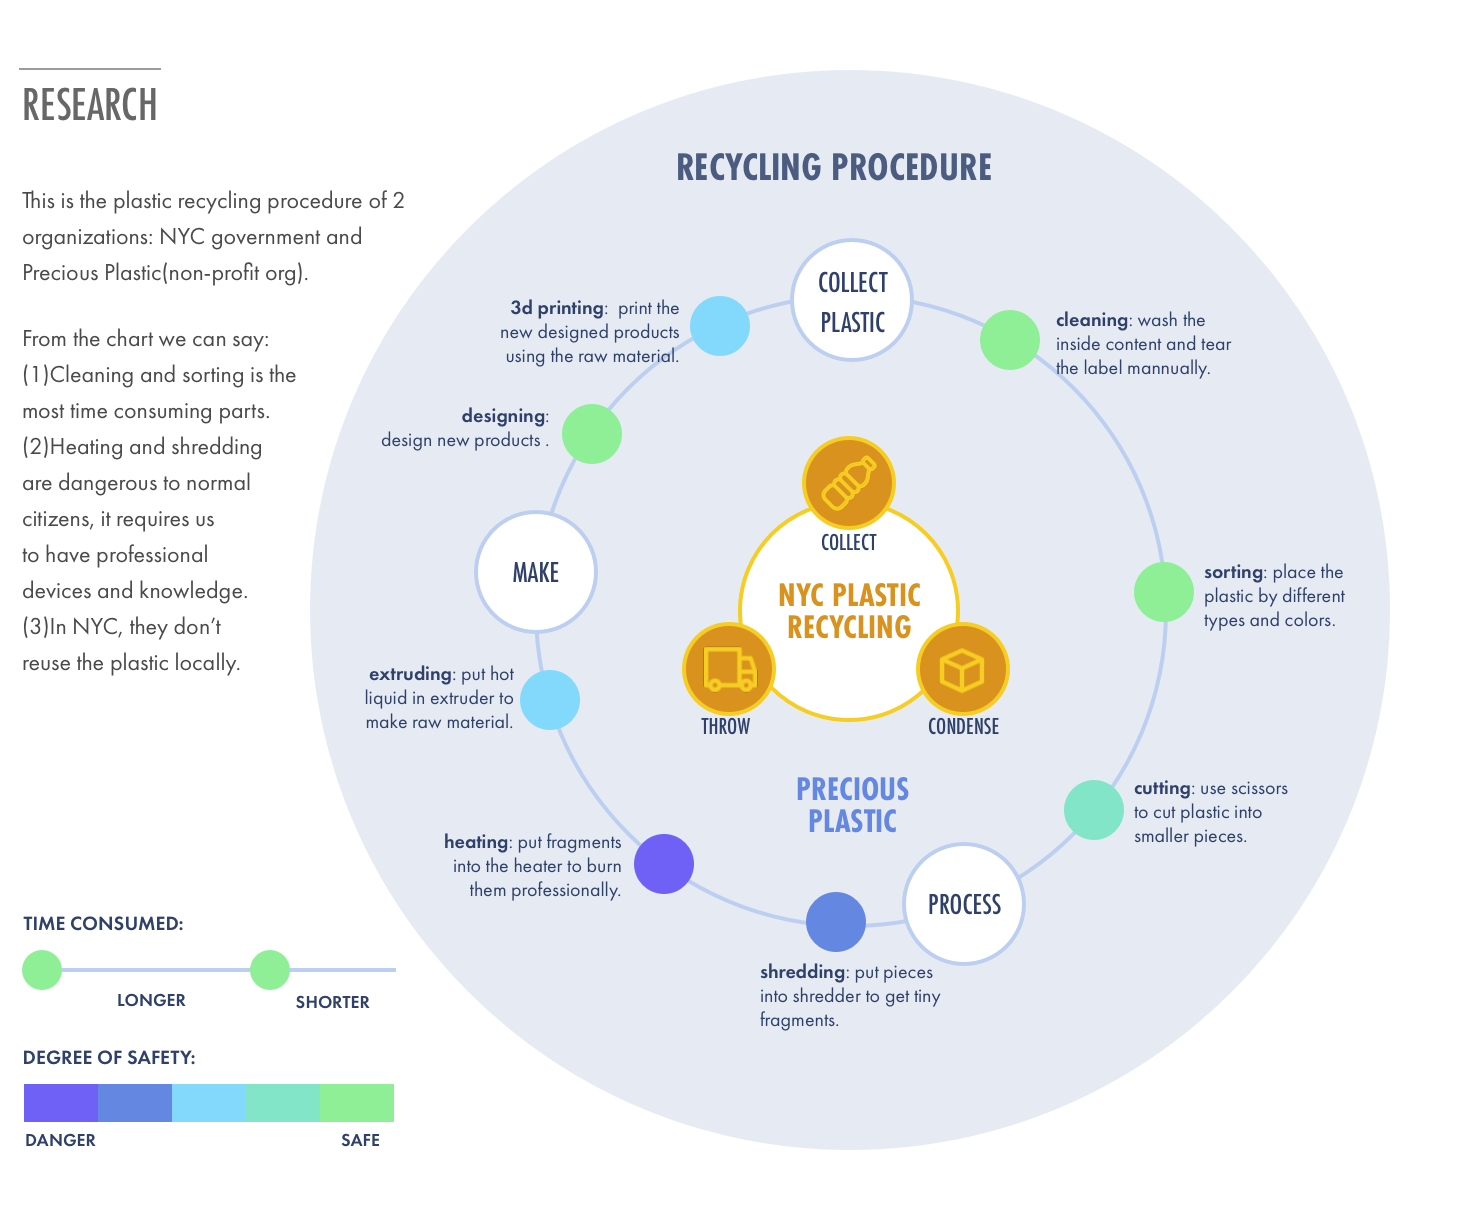 RESEARCH
This is the plastic recycling procedure of 2
organizations: NYC government and
Precious Plastic(non-profit org).
From the chart we can say:
(1)Cleaning and sorting is the
most time consuming parts.
(2)Heating and shredding
are dangerous to normal
citizens, it requires us
to have professional
devices and knowledge.
(3)In NYC, they don’t
reuse the plastic locally.
TIME CONSUMED:
LONGER
SHORTER
DEGREE OF SAFETY:
DANGER
SAFE
RECYCLING PROCEDURE
COLLECT
PLASTIC
cleaning: wash the
inside content and tear
the label mannually.
sorting: place the
plastic by different
types and colors.
cutting: use scissors
to cut plastic into
smaller pieces.
PROCESS
shredding: put pieces
into shredder to get tiny
fragments.
heating: put fragments
into the heater to burn
them professionally.
extruding: put hot
liquid in extruder to
make raw material.
MAKE
designing:
design new products .
3d printing:  print the
new designed products
using the raw material.
COLLECT
NYC PLASTIC
RECYCLING
THROW
CONDENSE
PRECIOUS
PLASTIC